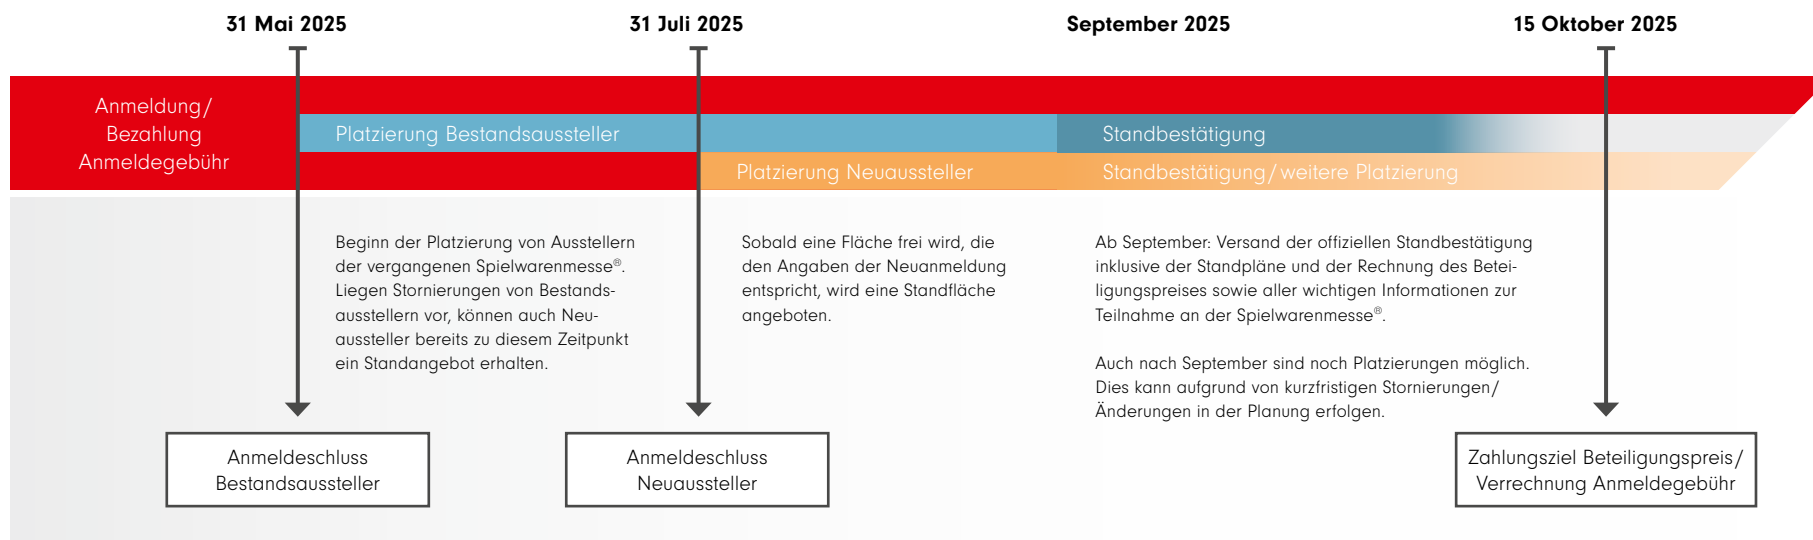 31 Mai 2025
31 Juli 2025
September 2025
15 Oktober 2025
Anmeldung/
Bezahlung
Anmeldegebühr
Platzierung Bestandsaussteller
Standbestätigung
Platzierung Neuaussteller
Standbestätigung/weitere Platzierung
Beginn der Platzierung von Ausstellern
der vergangenen Spielwarenmesse®.
Liegen Stornierungen von Bestands-
ausstellern vor, können auch Neu-
aussteller bereits zu diesem Zeitpunkt
ein Standangebot erhalten.
Sobald eine Fläche frei wird, die
den Angaben der Neuanmeldung
entspricht, wird eine Standfläche
angeboten.
Ab September: Versand der offiziellen Standbestätigung
inklusive der Standpläne und der Rechnung des Betei-
ligungspreises sowie aller wichtigen Informationen zur
Teilnahme an der Spielwarenmesse®.
Auch nach September sind noch Platzierungen möglich.
Dies kann aufgrund von kurzfristigen Stornierungen/
Änderungen in der Planung erfolgen.
Anmeldeschluss
Bestandsaussteller
Anmeldeschluss
Neuaussteller
Zahlungsziel Beteiligungspreis/
Verrechnung Anmeldegebühr